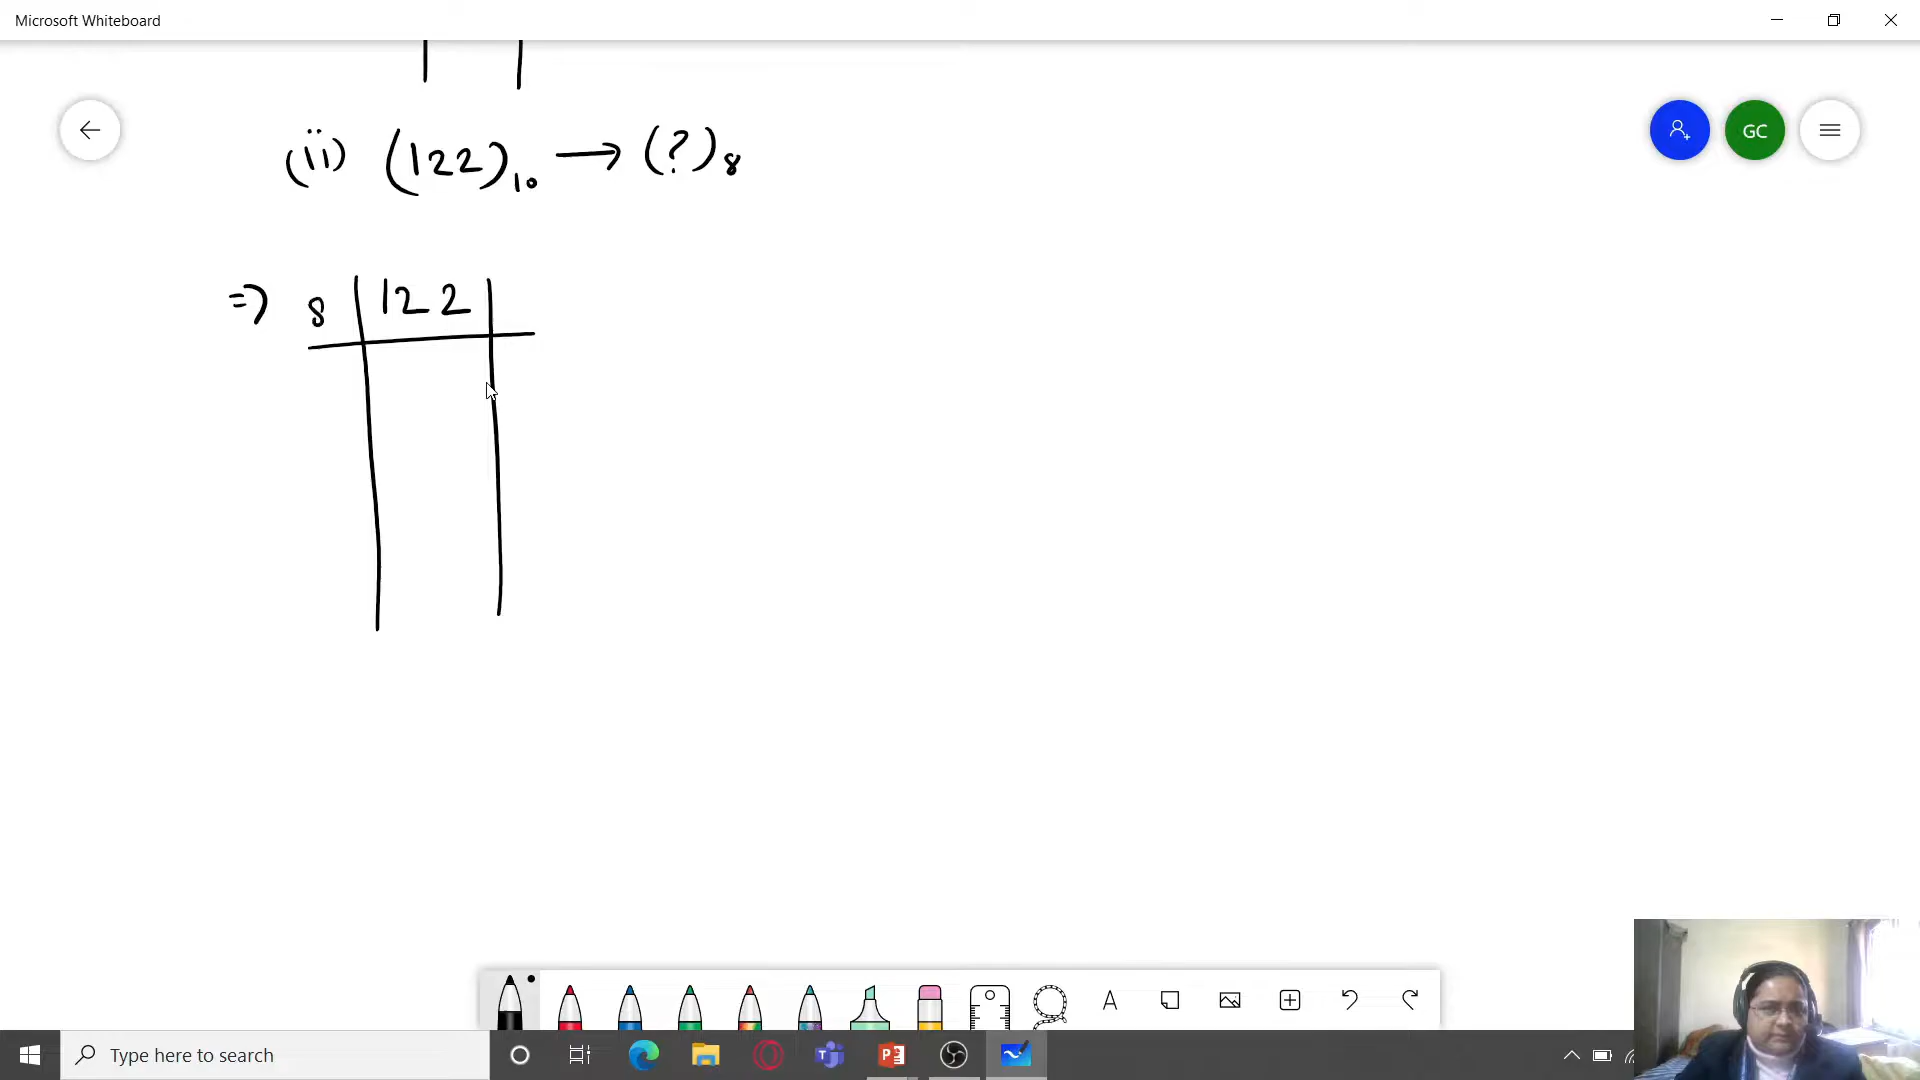 Microsoft Whiteboard
(ii) (122)₁₀ → (?)₈
GC
⇒ 8 | 122 |
A
Type here to search